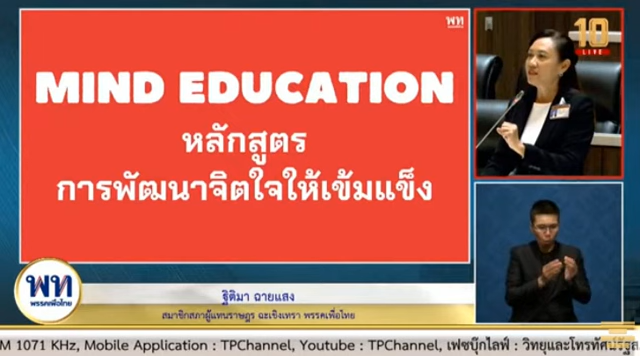 พท
10
LIVE
MIND EDUCATION
หลักสูตร
การพัฒนาจิตใจให้เข้มแข็ง
พท
พรรคเพื่อไทย
ฐิติมา ฉายแสง
สมาชิกสภาผู้แทนราษฎร ฉะเชิงเทรา พรรคเพื่อไทย
M 1071 KHz, Mobile Application : TPChannel, Youtube : TPChannel, เฟซบุ๊กไลฟ์ : วิทยุและโทรทัศน์รัฐสภ